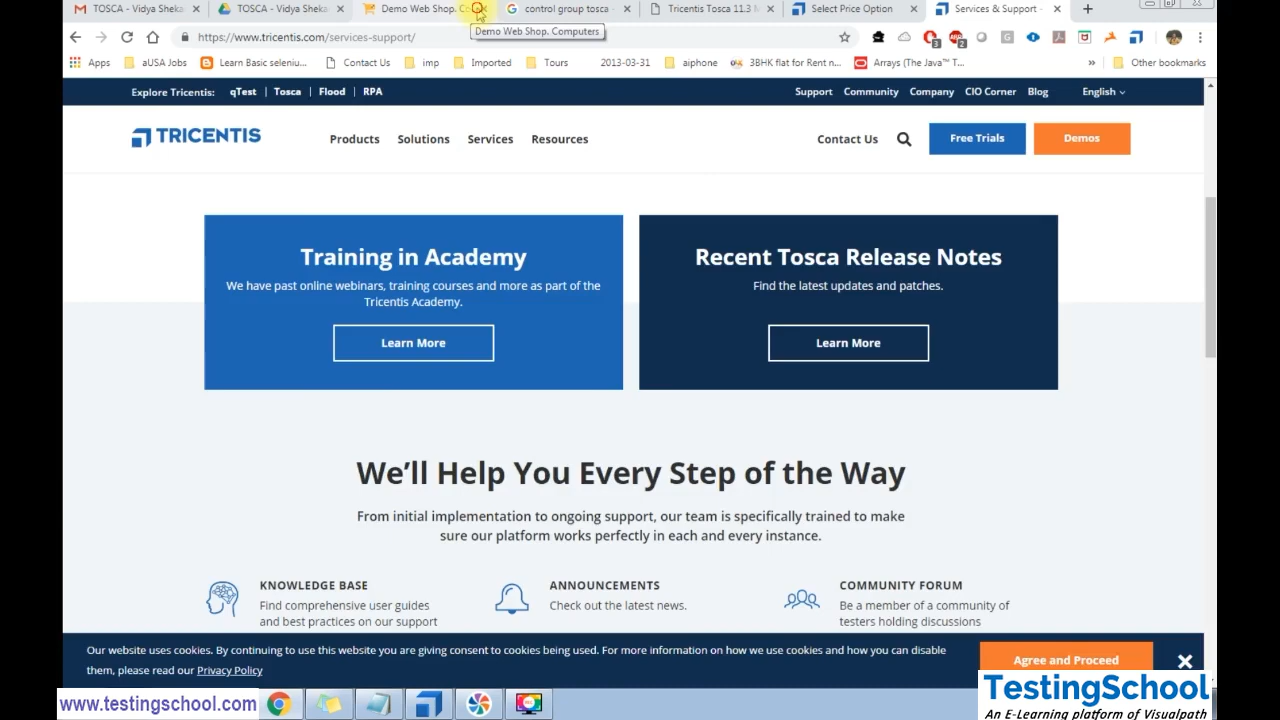 TOSCA - Vidya Sheka
TOSCA - Vidya Sheka
Demo Web Shop. Co
control group tosca -
Tricentis Tosca 11.3 M
Select Price Option
Services & Support -
Demo Web Shop. Computers
https://www.tricentis.com/services-support/
3
2
Apps
aUSA Jobs
Learn Basic seleniu...
Contact Us
imp
Imported
Tours
2013-03-31
aiphone
3BHK flat for Rent n...
Arrays (The Java™ T...
»
Other bookmarks
Explore Tricentis: qTest | Tosca | Flood | RPA
Support Community Company CIO Corner Blog English
TRICENTIS
Products Solutions Services Resources
Contact Us
Free Trials
Demos
Training in Academy
We have past online webinars, training courses and more as part of the
Tricentis Academy.
Learn More
Recent Tosca Release Notes
Find the latest updates and patches.
Learn More
We'll Help You Every Step of the Way
From initial implementation to ongoing support, our team is specifically trained to make
sure our platform works perfectly in each and every instance.
KNOWLEDGE BASE
Find comprehensive user guides
and best practices on our support
ANNOUNCEMENTS
Check out the latest news.
COMMUNITY FORUM
Be a member of a community of
testers holding discussions
Our website uses cookies. By continuing to use this website you are giving consent to cookies being used. For more information on how we use cookies and how you can disable
them, please read our Privacy Policy
Agree and Proceed
www.testingschool.com
TestingSchool
An E-Learning platform of Visualpath